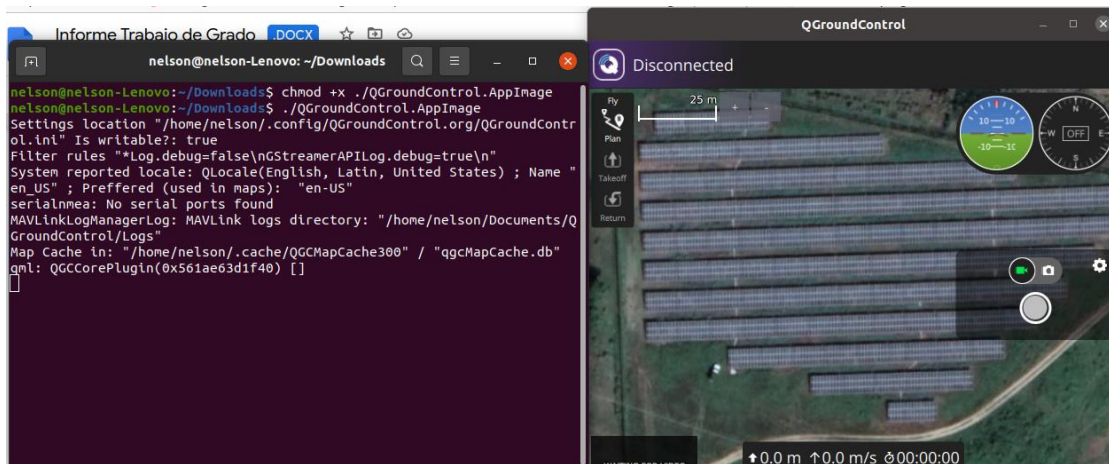 Informe Trabajo de Grado .DOCX
nelson@nelson-Lenovo: ~/Downloads
nelson@nelson-Lenovo:~/Downloads$ chmod +x ./QGroundControl.AppImage
nelson@nelson-Lenovo:~/Downloads$ ./QGroundControl.AppImage
Settings location "/home/nelson/.config/QGroundControl.org/QGroundContr
ol.ini" Is writable?: true
Filter rules "*Log.debug=false\nGStreamerAPILog.debug=true\n"
System reported locale: QLocale(English, Latin, United States) ; Name "
en_US" ; Preffered (used in maps):  "en-US"
serialnmea: No serial ports found
MAVLinkLogManagerLog: MAVLink logs directory: "/home/nelson/Documents/Q
GroundControl/Logs"
Map Cache in: "/home/nelson/.cache/QGCMapCache300" / "qgcMapCache.db"
qml: QGCCorePlugin(0x561ae63d1f40) []
QGroundControl
Disconnected
Fly
Plan
Takeoff
Return
25 m
+ -
10 10
-10 -10
N
W OFF E
S
0.0 m 0.0 m/s 00:00:00